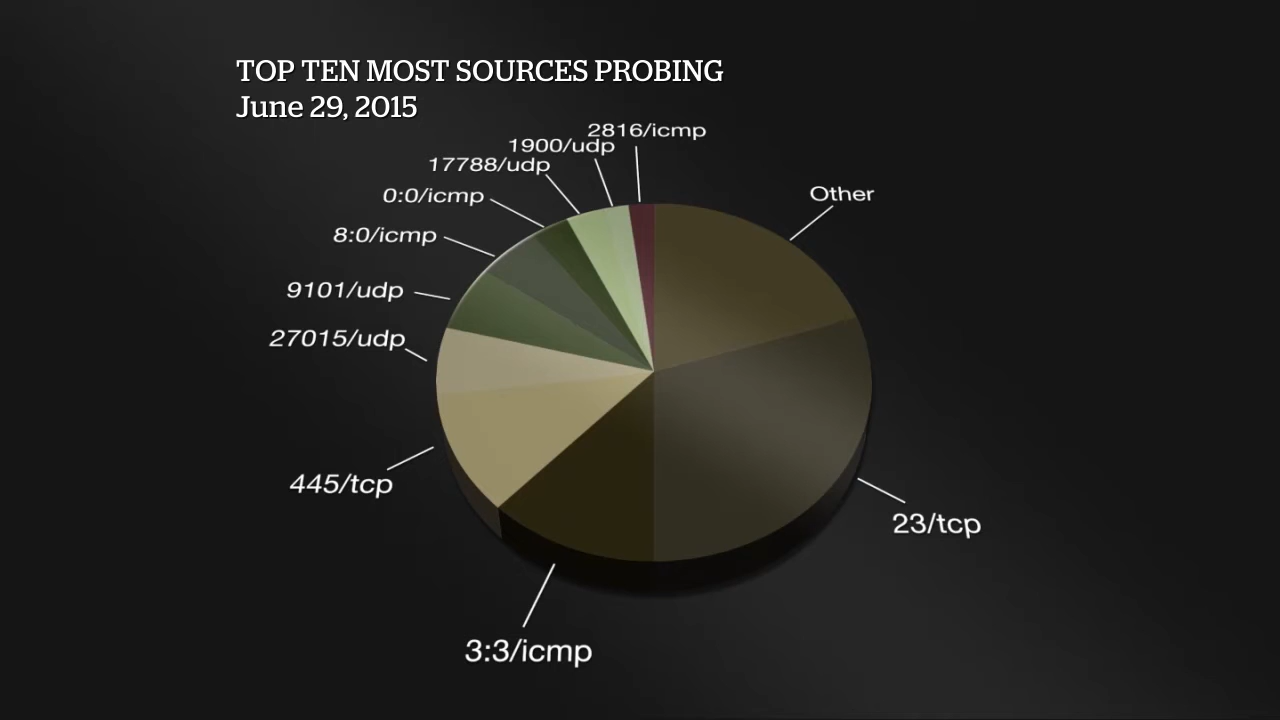 TOP TEN MOST SOURCES PROBING
June 29, 2015
2816/icmp
1900/udp
17788/udp
0:0/icmp
Other
8:0/icmp
9101/udp
27015/udp
445/tcp
23/tcp
3:3/icmp